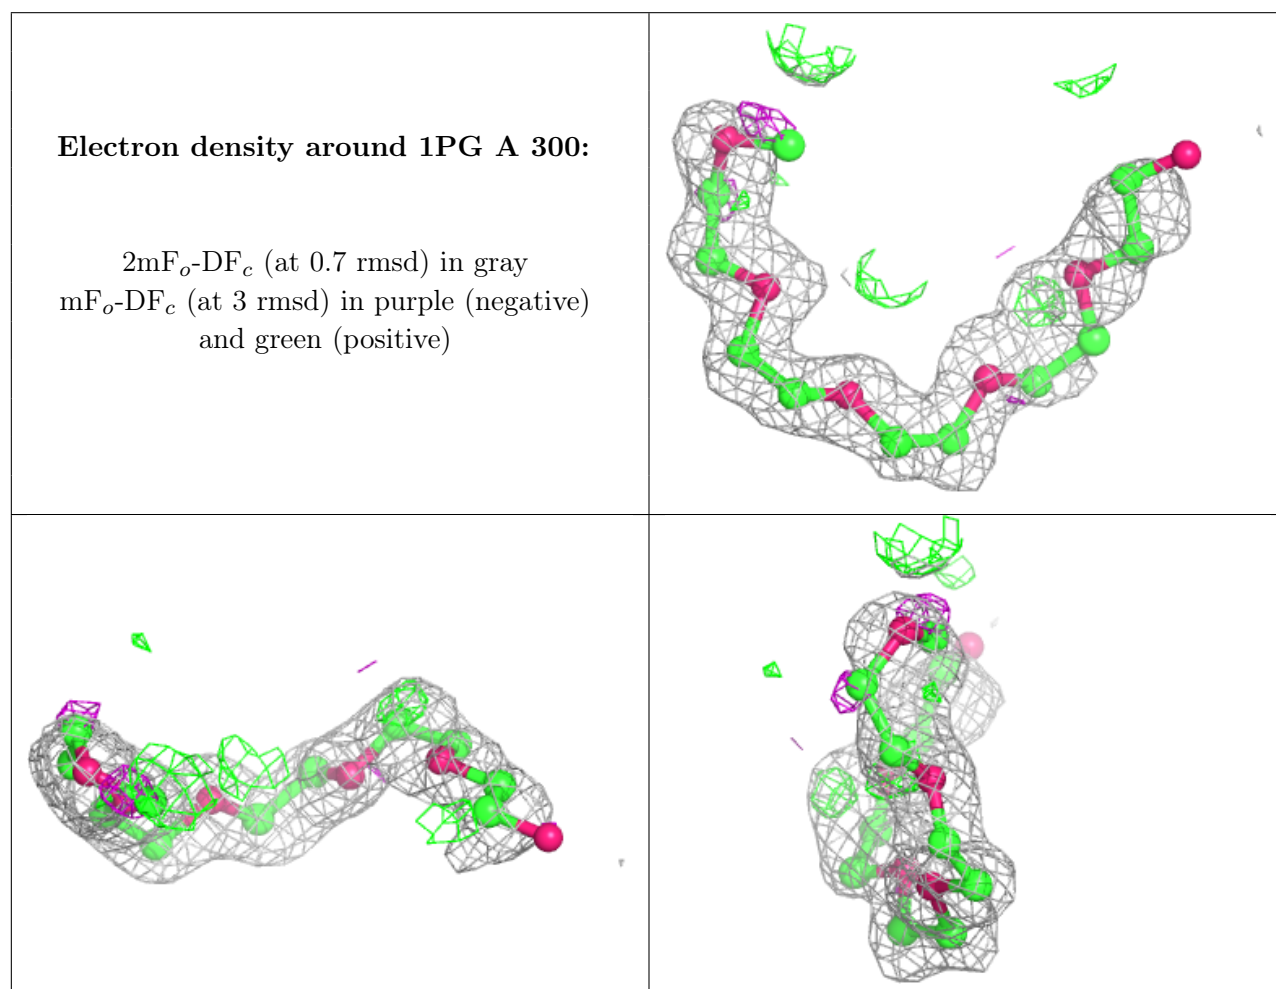 Electron density around 1PG A 300:
2mFo-DFc (at 0.7 rmsd) in gray
mFo-DFc (at 3 rmsd) in purple (negative)
and green (positive)